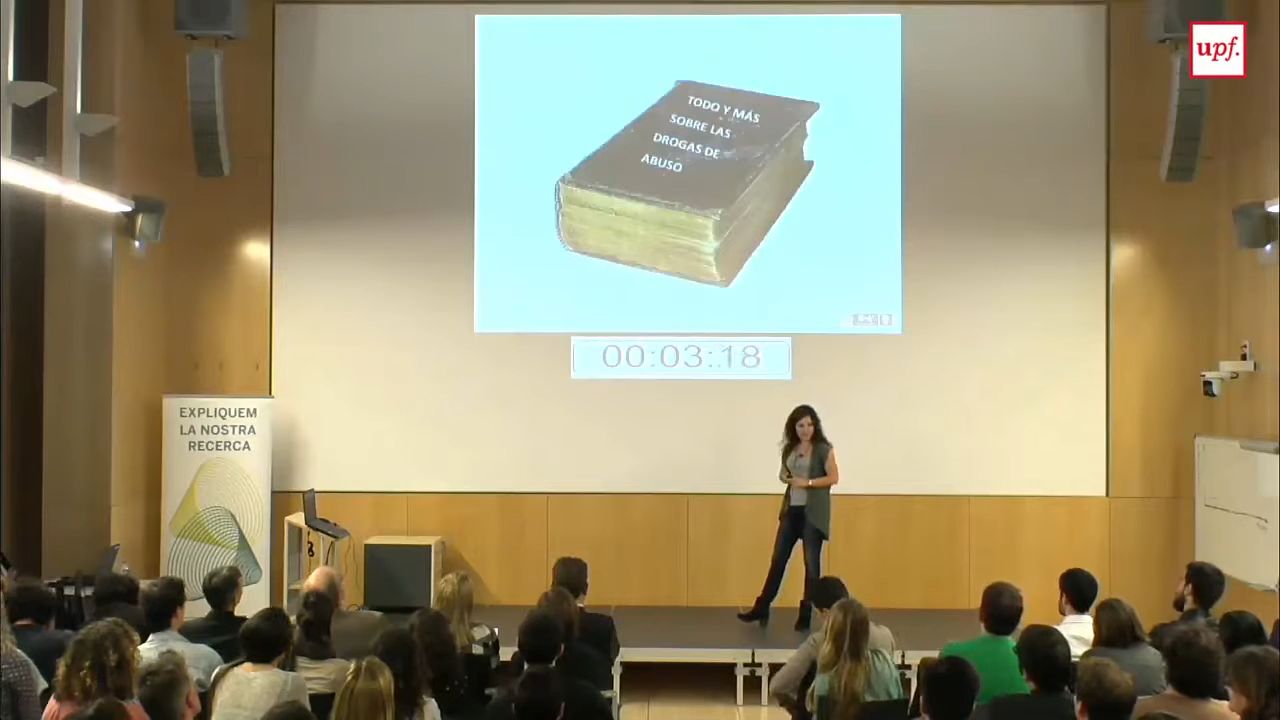 upf.
TODO Y MÁS
SOBRE LAS
DROGAS DE
ABUSO
00:03:18
EXPLIQUEM
LA NOSTRA
RECERCA